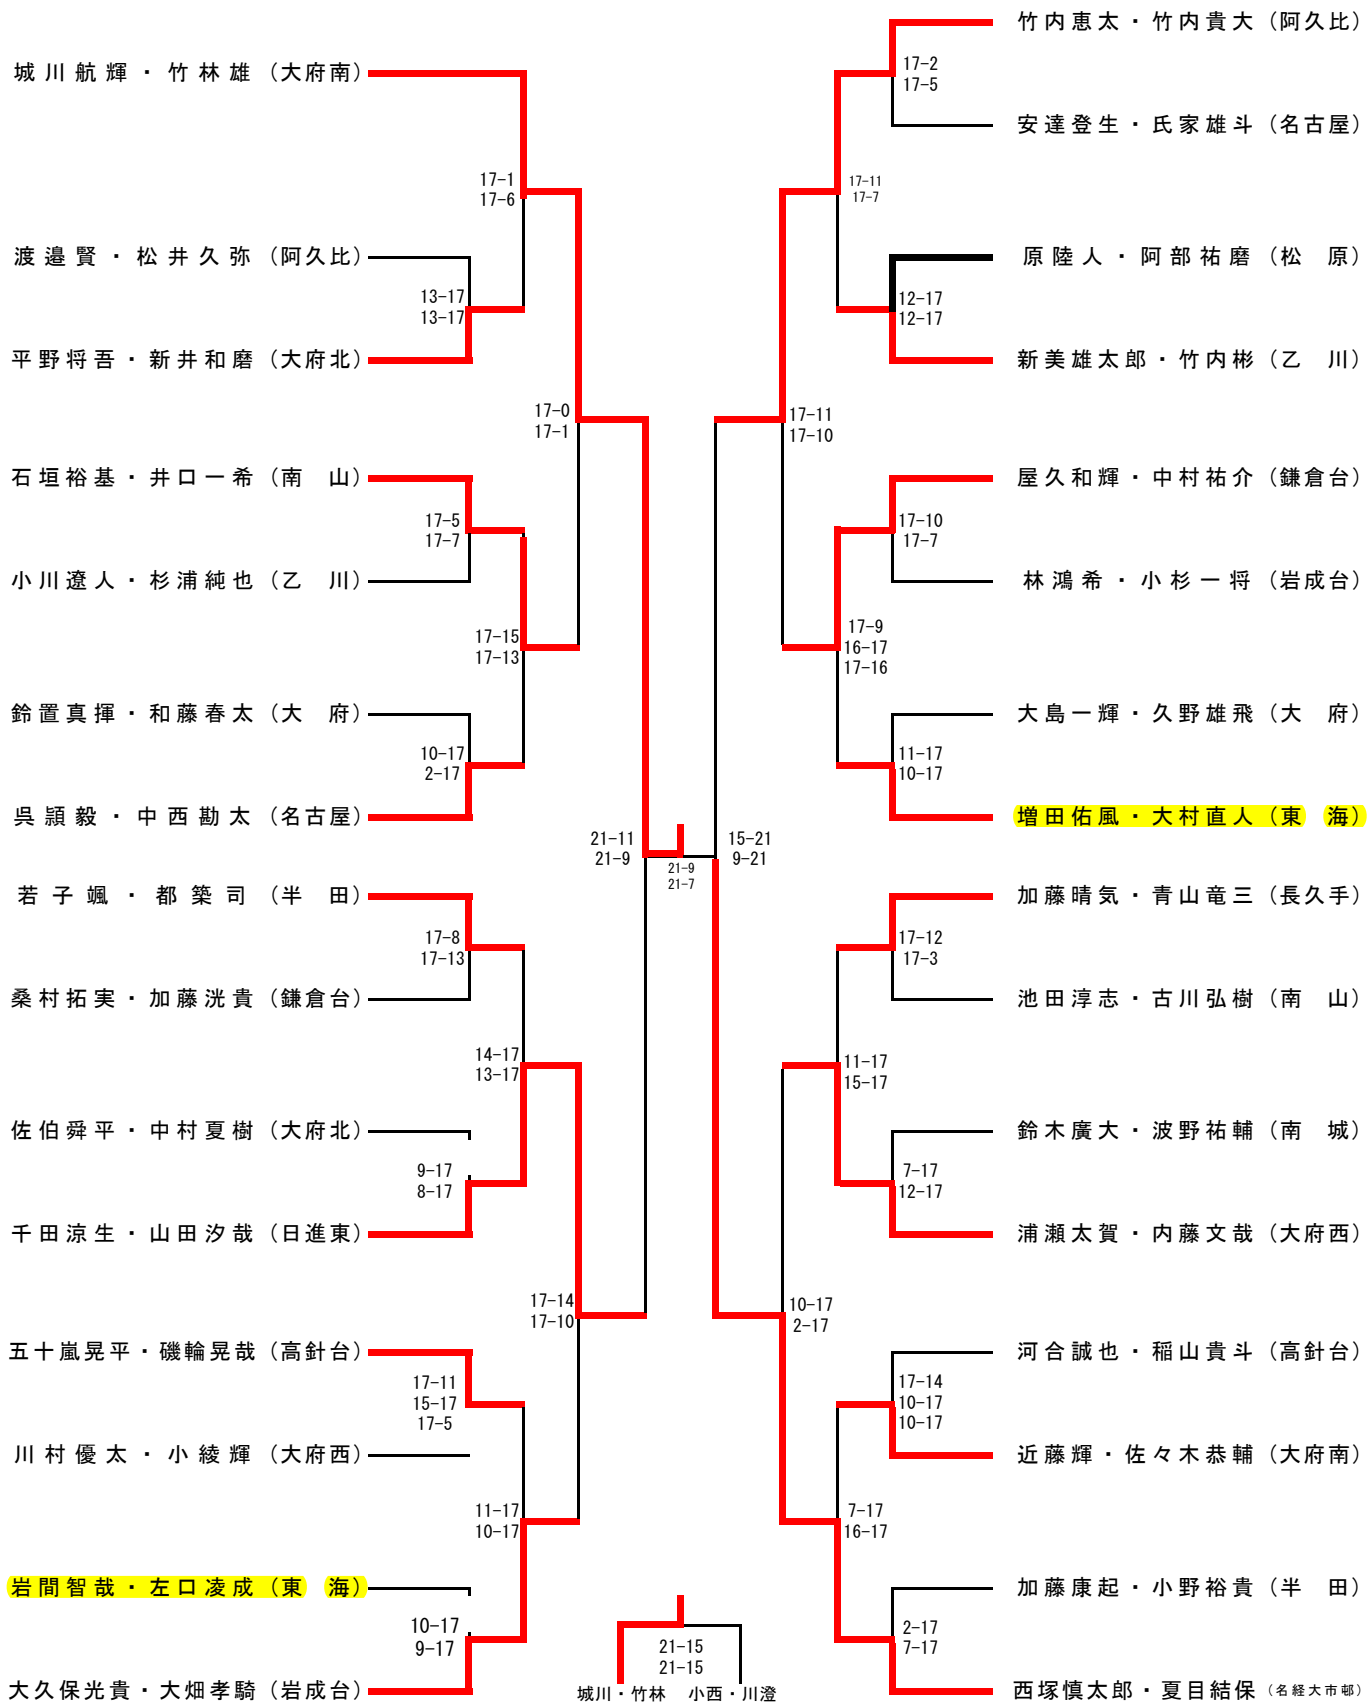 城川航輝・竹林雄（大府南）
17-1
17-6
渡邉賢・松井久弥（阿久比）
13-17
13-17
平野将吾・新井和磨（大府北）
17-0
17-1
石垣裕基・井口一希（南　山）
17-5
17-7
小川遼人・杉浦純也（乙　川）
17-15
17-13
鈴置真揮・和藤春太（大　府）
10-17
2-17
呉頴毅・中西勘太（名古屋）
21-11
21-9
若子颯・都築司（半　田）
17-8
17-13
桑村拓実・加藤洸貴（鎌倉台）
14-17
13-17
佐伯舜平・中村夏樹（大府北）
9-17
8-17
千田涼生・山田汐哉（日進東）
17-14
17-10
五十嵐晃平・磯輪晃哉（高針台）
17-11
15-17
17-5
川村優太・小綾輝（大府西）
11-17
10-17
岩間智哉・左口凌成（東　海）
10-17
9-17
大久保光貴・大畑孝騎（岩成台）
21-9
21-7
竹内恵太・竹内貴大（阿久比）
17-2
17-5
安達登生・氏家雄斗（名古屋）
17-11
17-7
原陸人・阿部祐磨（松　原）
12-17
12-17
新美雄太郎・竹内彬（乙　川）
17-11
17-10
屋久和輝・中村祐介（鎌倉台）
17-10
17-7
林鴻希・小杉一将（岩成台）
17-9
16-17
17-16
大島一輝・久野雄飛（大　府）
11-17
10-17
増田佑風・大村直人（東　海）
15-21
9-21
加藤晴気・青山竜三（長久手）
17-12
17-3
池田淳志・古川弘樹（南　山）
11-17
15-17
鈴木廣大・波野祐輔（南　城）
7-17
12-17
浦瀬太賀・内藤文哉（大府西）
10-17
2-17
河合誠也・稲山貴斗（高針台）
17-14
10-17
10-17
近藤輝・佐々木恭輔（大府南）
7-17
16-17
加藤康起・小野裕貴（半　田）
2-17
7-17
西塚慎太郎・夏目結保（名経大市邨）
21-15
21-15
城川・竹林　小西・川澄